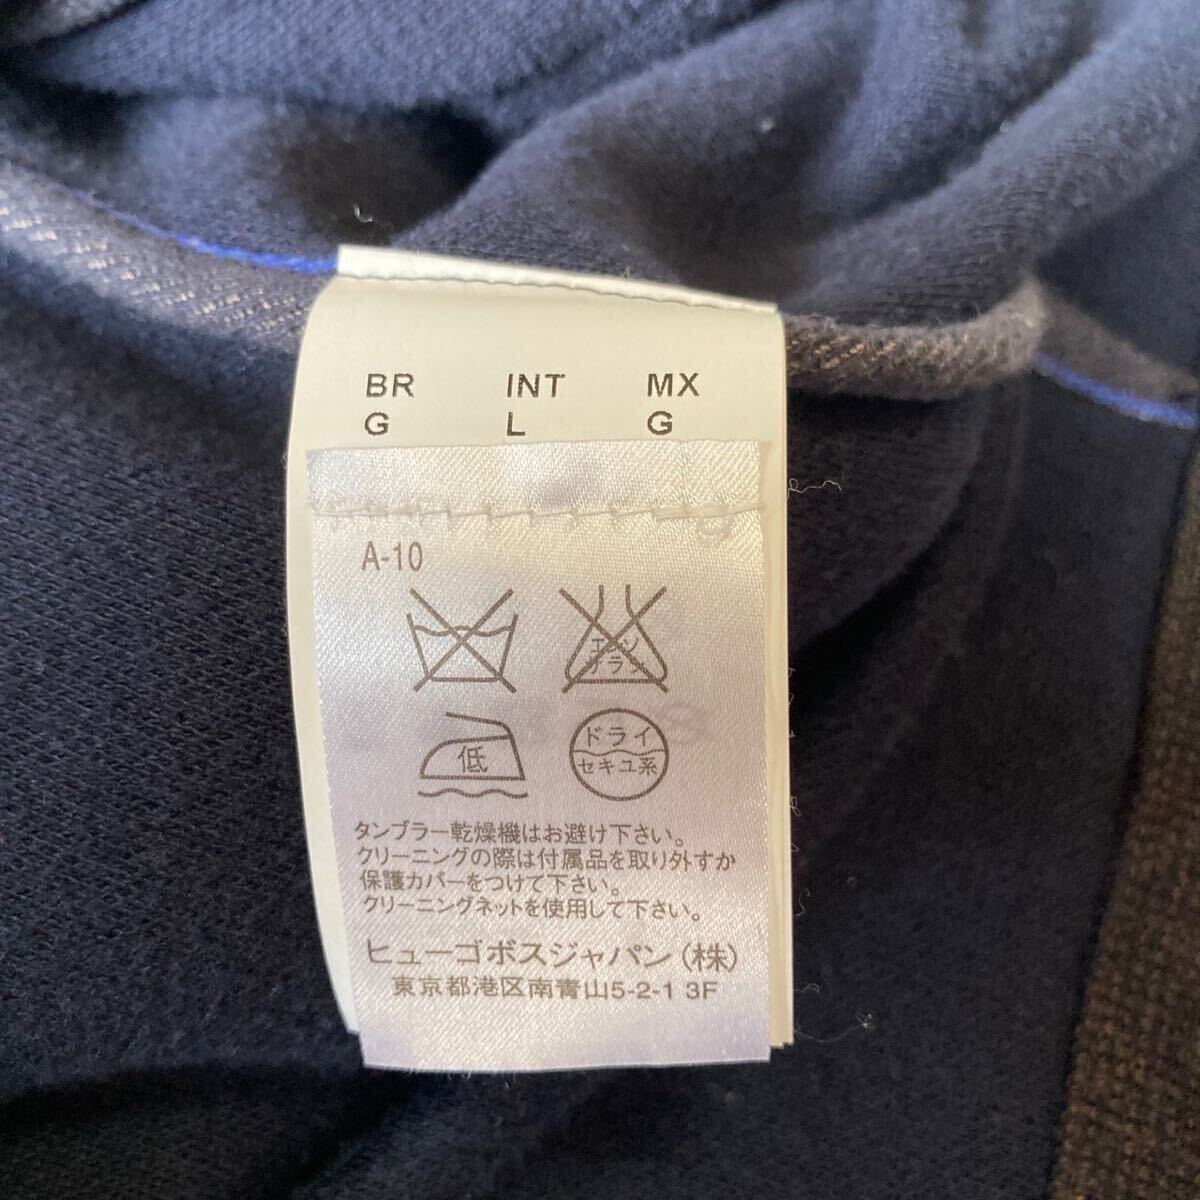 BR INT MX
G L G
A-10
エンソ
サラシ
低
ドライ
セキユ系
タンブラー乾燥機はお避け下さい。
クリーニングの際は付属品を取り外すか
保護カバーをつけて下さい。
クリーニングネットを使用して下さい。
ヒューゴボスジャパン(株)
東京都港区南青山5-2-1 3F